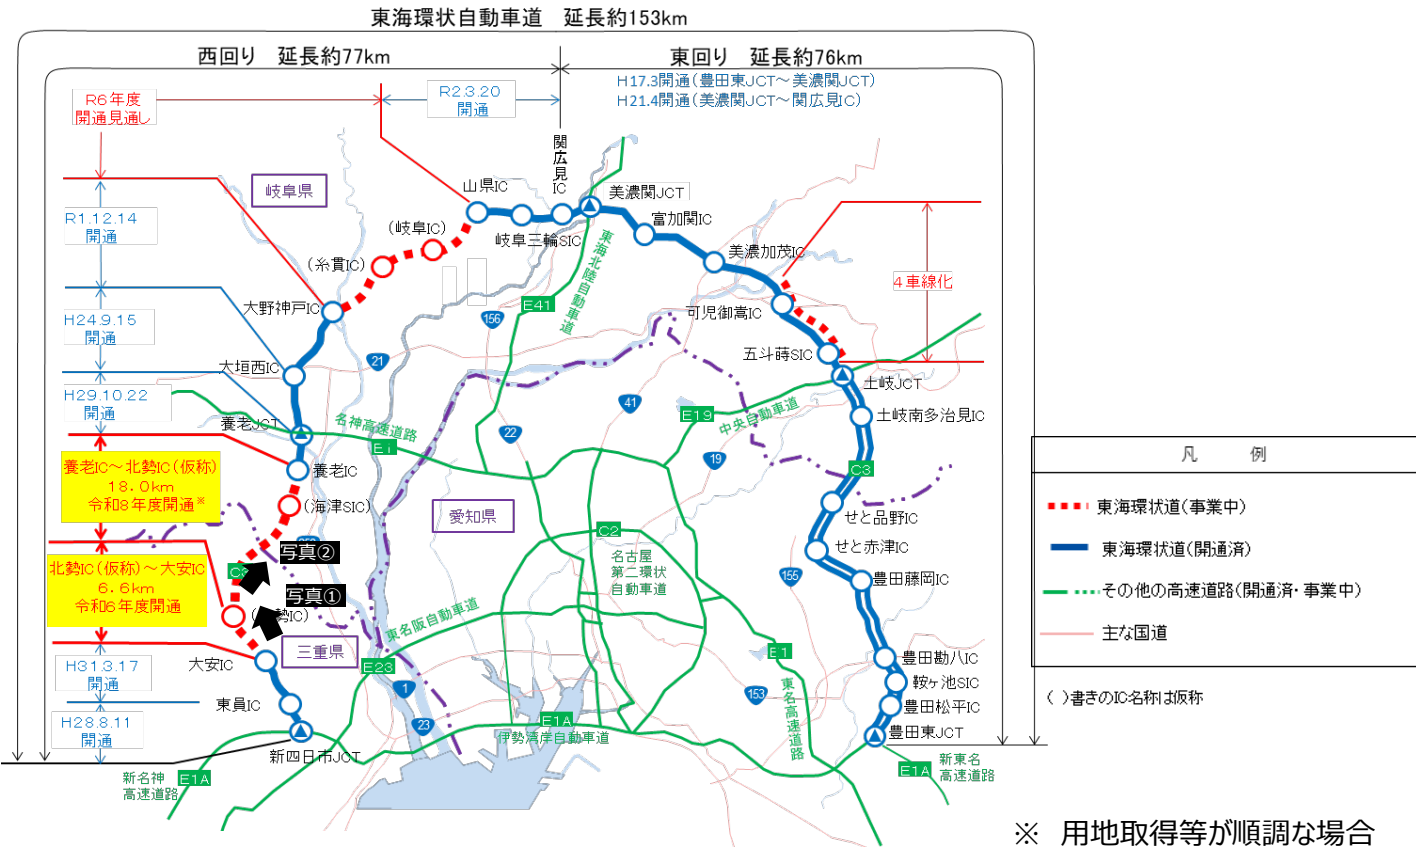 東海環状自動車道 延長約153km
西回り 延長約77km
東回り 延長約76km
H17.3開通(豊田東JCT～美濃関JCT)
H21.4開通(美濃関JCT～関広見IC)
R6年度
開通見通し
R2.3.20
開通
関広見IC
岐阜県
山県IC
美濃関JCT
富加関IC
(岐阜IC)
岐阜三輪SIC
R1.12.14
開通
(糸貫IC)
東海北陸自動車道
美濃加茂IC
4車線化
大野神戸IC
E41
可児御嵩IC
H24.9.15
開通
156
21
五斗蒔SIC
大垣西IC
土岐JCT
H29.10.22
開通
41
E19
中央自動車道
土岐南多治見IC
養老JCT
名神高速道路
E1
22
19
養老IC～北勢IC(仮称)
18.0km
令和8年度開通※
養老IC
C3
凡 例
(海津SIC)
愛知県
せと品野IC
東海環状道(事業中)
C2
写真②
名古屋
第二環状
自動車道
せと赤津IC
東海環状道(開通済)
北勢IC(仮称)～大安IC
6.6km
令和6年度開通
155
豊田藤岡IC
その他の高速道路(開通済・事業中)
写真①
東名阪自動車道
主な国道
三重県
E1
豊田勘八IC
大安IC
E23
H31.3.17
開通
鞍ヶ池SIC
1
153
東名高速道路
( )書きのIC名称は仮称
東員IC
豊田松平IC
H28.8.11
開通
23
E1A
伊勢湾岸自動車道
豊田東JCT
新四日市JCT
新名神
高速道路
E1A
E1A
新東名
高速道路
※ 用地取得等が順調な場合